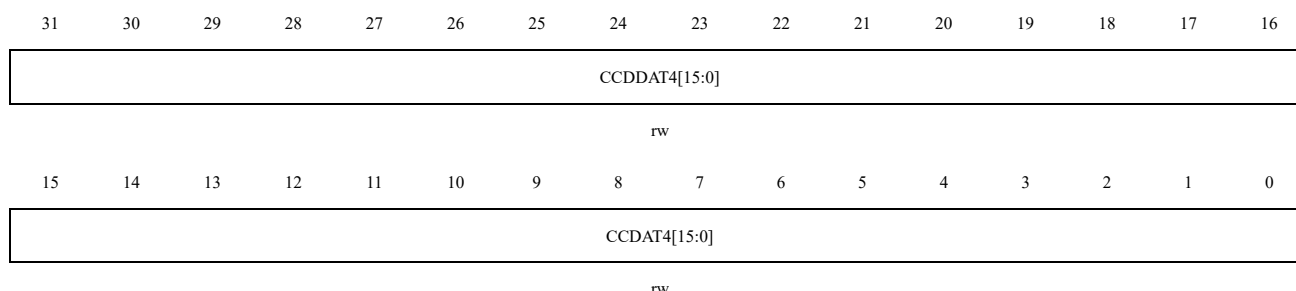 31 30 29 28 27 26 25 24 23 22 21 20 19 18 17 16
CCDDAT4[15:0]
rw
15 14 13 12 11 10 9 8 7 6 5 4 3 2 1 0
CCDAT4[15:0]
rw